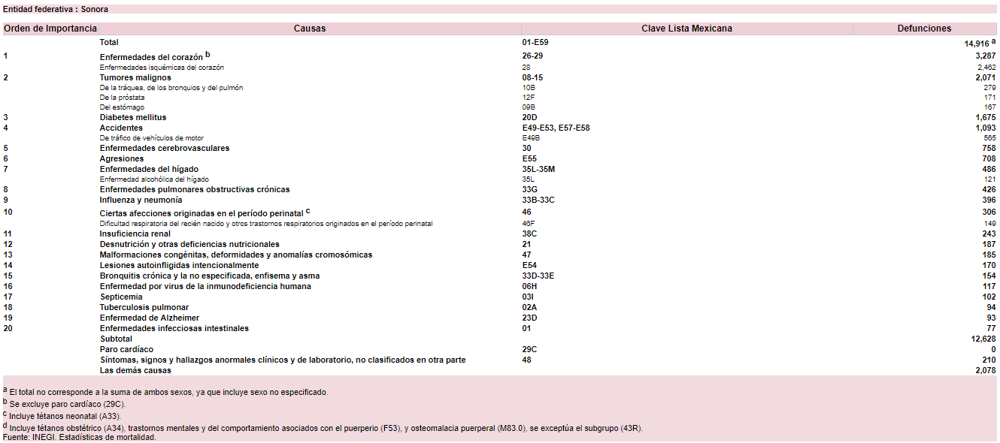 Entidad federativa : Sonora
Orden de Importancia Causas Clave Lista Mexicana Defunciones
Total 01-E59 14,916 a
1 Enfermedades del corazón b 26-29 3,287
Enfermedades isquémicas del corazón 28 2,462
2 Tumores malignos 08-15 2,071
De la tráquea, de los bronquios y del pulmón 10B 279
De la próstata 12F 171
Del estómago 09B 167
3 Diabetes mellitus 20D 1,675
4 Accidentes E49-E53, E57-E58 1,093
De tráfico de vehículos de motor E49B 565
5 Enfermedades cerebrovasculares 30 758
6 Agresiones E55 708
7 Enfermedades del hígado 35L-35M 486
Enfermedad alcohólica del hígado 35L 121
8 Enfermedades pulmonares obstructivas crónicas 33G 426
9 Influenza y neumonía 33B-33C 396
10 Ciertas afecciones originadas en el período perinatal c 46 306
Dificultad respiratoria del recién nacido y otros trastornos respiratorios originados en el período perinatal 46F 149
11 Insuficiencia renal 38C 243
12 Desnutrición y otras deficiencias nutricionales 21 187
13 Malformaciones congénitas, deformidades y anomalías cromosómicas 47 185
14 Lesiones autoinfligidas intencionalmente E54 170
15 Bronquitis crónica y la no especificada, enfisema y asma 33D-33E 154
16 Enfermedad por virus de la inmunodeficiencia humana 06H 117
17 Septicemia 03I 102
18 Tuberculosis pulmonar 02A 94
19 Enfermedad de Alzheimer 23D 93
20 Enfermedades infecciosas intestinales 01 77
Subtotal 12,628
Paro cardíaco 29C 0
Síntomas, signos y hallazgos anormales clínicos y de laboratorio, no clasificados en otra parte 48 210
Las demás causas 2,078
a El total no corresponde a la suma de ambos sexos, ya que incluye sexo no especificado.
b Se excluye paro cardíaco (29C).
c Incluye tétanos neonatal (A33).
d Incluye tétanos obstétrico (A34), trastornos mentales y del comportamiento asociados con el puerperio (F53), y osteomalacia puerperal (M83.0), se exceptúa el subgrupo (43R).
Fuente: INEGI. Estadísticas de mortalidad.